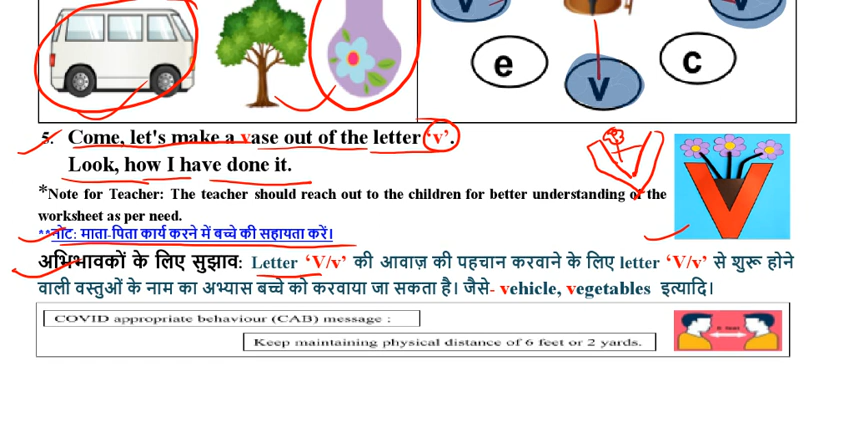 v
v
e
v
c
5. Come, let's make a vase out of the letter 'v'.
Look, how I have done it.
*Note for Teacher: The teacher should reach out to the children for better understanding of the
worksheet as per need.
**नोट: माता-पिता कार्य करने में बच्चे की सहायता करें।
अभिभावकों के लिए सुझाव: Letter 'V/v' की आवाज़ की पहचान करवाने के लिए letter 'V/v' से शुरू होने
वाली वस्तुओं के नाम का अभ्यास बच्चे को करवाया जा सकता है। जैसे- vehicle, vegetables इत्यादि।
COVID appropriate behaviour (CAB) message :
Keep maintaining physical distance of 6 feet or 2 yards.